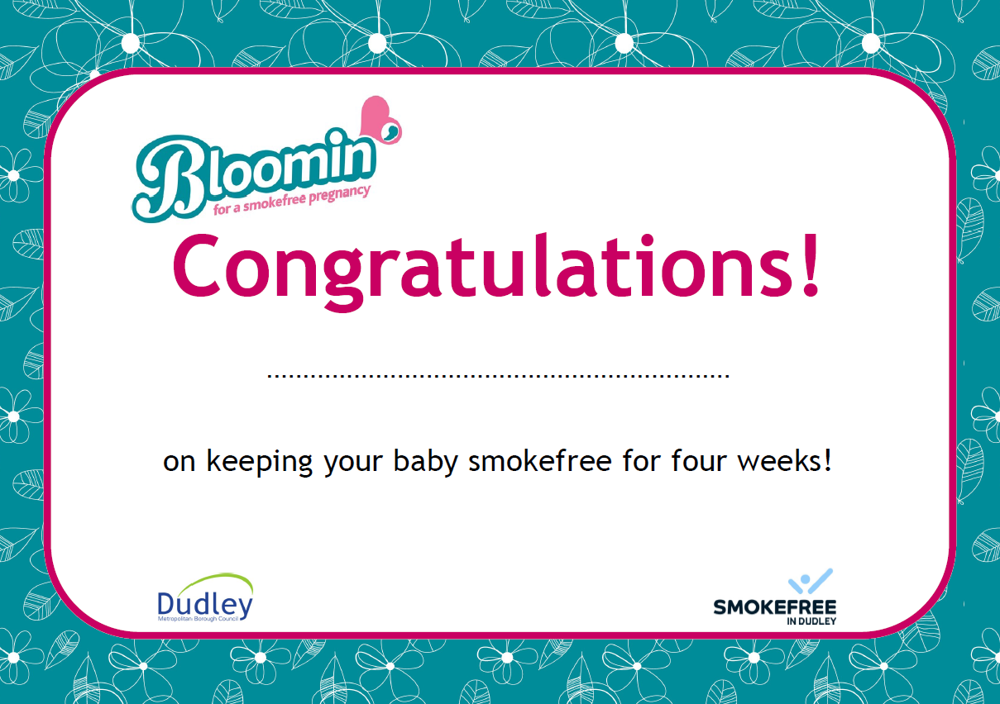 Bloomin'
for a smokefree pregnancy
Congratulations!
................................................................
on keeping your baby smokefree for four weeks!
Dudley
Metropolitan Borough Council
SMOKEFREE
IN DUDLEY